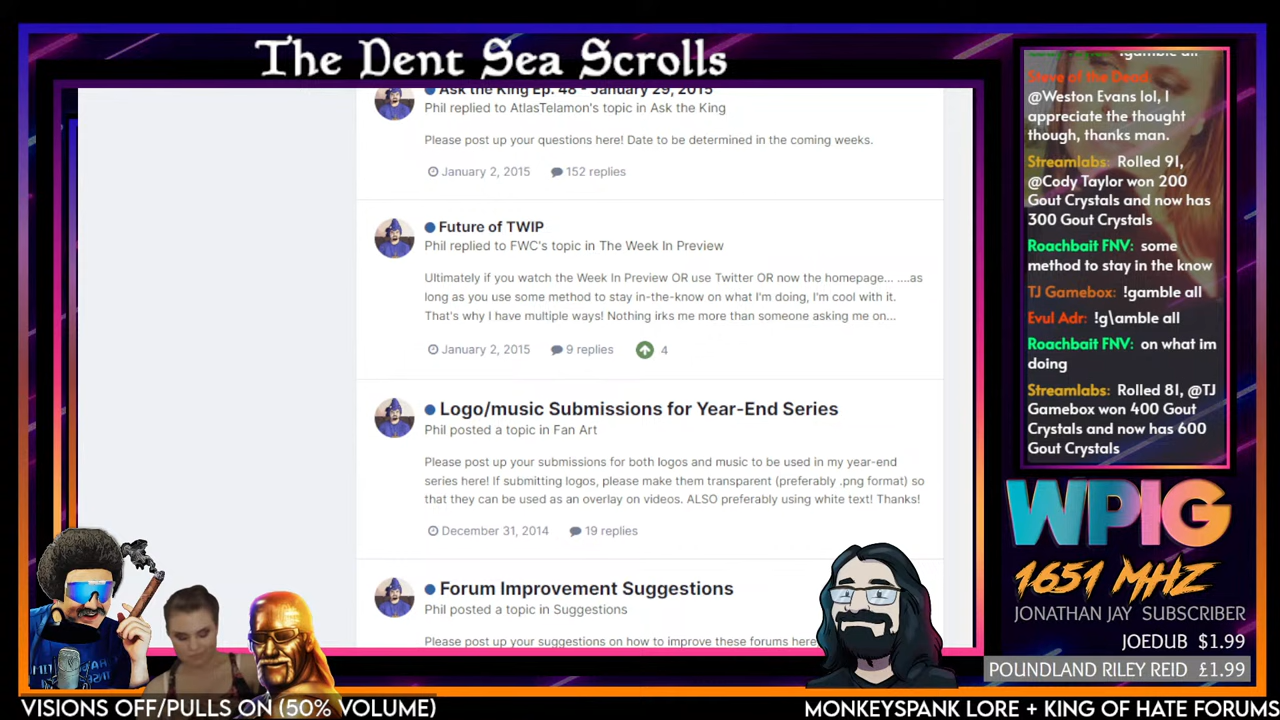 The Dent Sea Scrolls
Ask the King Ep. 48 - January 29, 2015
Phil replied to AtlasTelamon's topic in Ask the King
Please post up your questions here! Date to be determined in the coming weeks.
January 2, 2015 152 replies
Future of TWIP
Phil replied to FWC's topic in The Week In Preview
Ultimately if you watch the Week In Preview OR use Twitter OR now the homepage... ....as
long as you use some method to stay in-the-know on what I'm doing, I'm cool with it.
That's why I have multiple ways! Nothing irks me more than someone asking me on...
January 2, 2015 9 replies 4
Logo/music Submissions for Year-End Series
Phil posted a topic in Fan Art
Please post up your submissions for both logos and music to be used in my year-end
series here! If submitting logos, please make them transparent (preferably .png format) so
that they can be used as an overlay on videos. ALSO preferably using white text! Thanks!
December 31, 2014 19 replies
Forum Improvement Suggestions
Phil posted a topic in Suggestions
Please post up your suggestions on how to improve these forums here
!gamble all
Steve of the Dead:
@Weston Evans lol, I
appreciate the thought
though, thanks man.
Streamlabs: Rolled 91,
@Cody Taylor won 200
Gout Crystals and now has
300 Gout Crystals
Roachbait FNV: some
method to stay in the know
TJ Gamebox: !gamble all
Evul Adr: !g\amble all
Roachbait FNV: on what im
doing
Streamlabs: Rolled 81, @TJ
Gamebox won 400 Gout
Crystals and now has 600
Gout Crystals
WPIG
1651 MHZ
JONATHAN JAY SUBSCRIBER
JOEDUB $1.99
POUNDLAND RILEY REID £1.99
VISIONS OFF/PULLS ON (50% VOLUME)
MONKEYSPANK LORE + KING OF HATE FORUMS